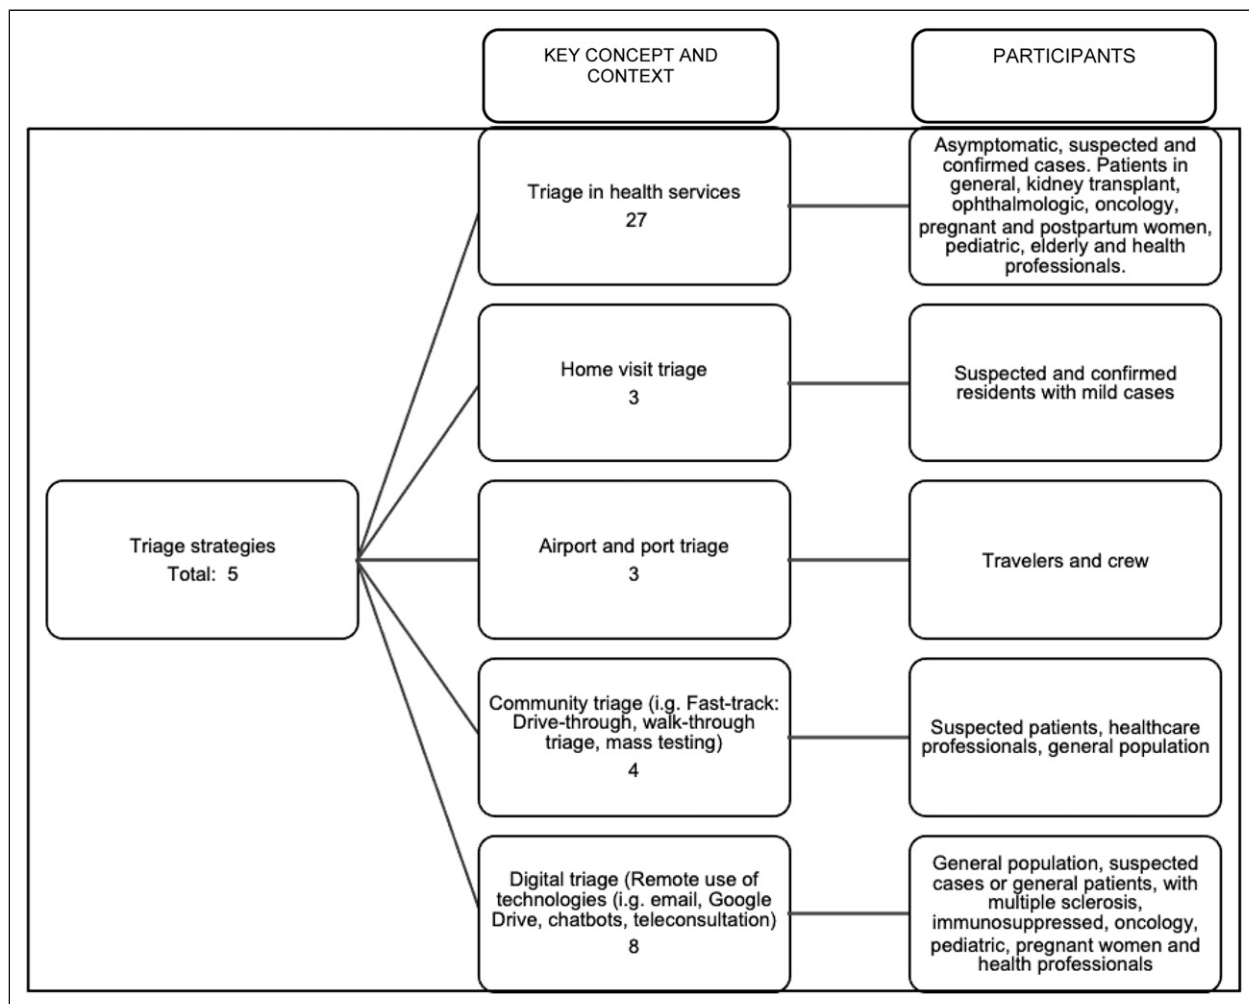 KEY CONCEPT AND
CONTEXT
PARTICIPANTS
Triage in health services
27
Asymptomatic, suspected and
confirmed cases. Patients in
general, kidney transplant,
ophthalmologic, oncology,
pregnant and postpartum women,
pediatric, elderly and health
professionals.
Home visit triage
3
Suspected and confirmed
residents with mild cases
Triage strategies
Total: 5
Airport and port triage
3
Travelers and crew
Community triage (i.g. Fast-track:
Drive-through, walk-through
triage, mass testing)
4
Suspected patients, healthcare
professionals, general population
Digital triage (Remote use of
technologies (i.g. email, Google
Drive, chatbots, teleconsultation)
8
General population, suspected
cases or general patients, with
multiple sclerosis,
immunosuppressed, oncology,
pediatric, pregnant women and
health professionals